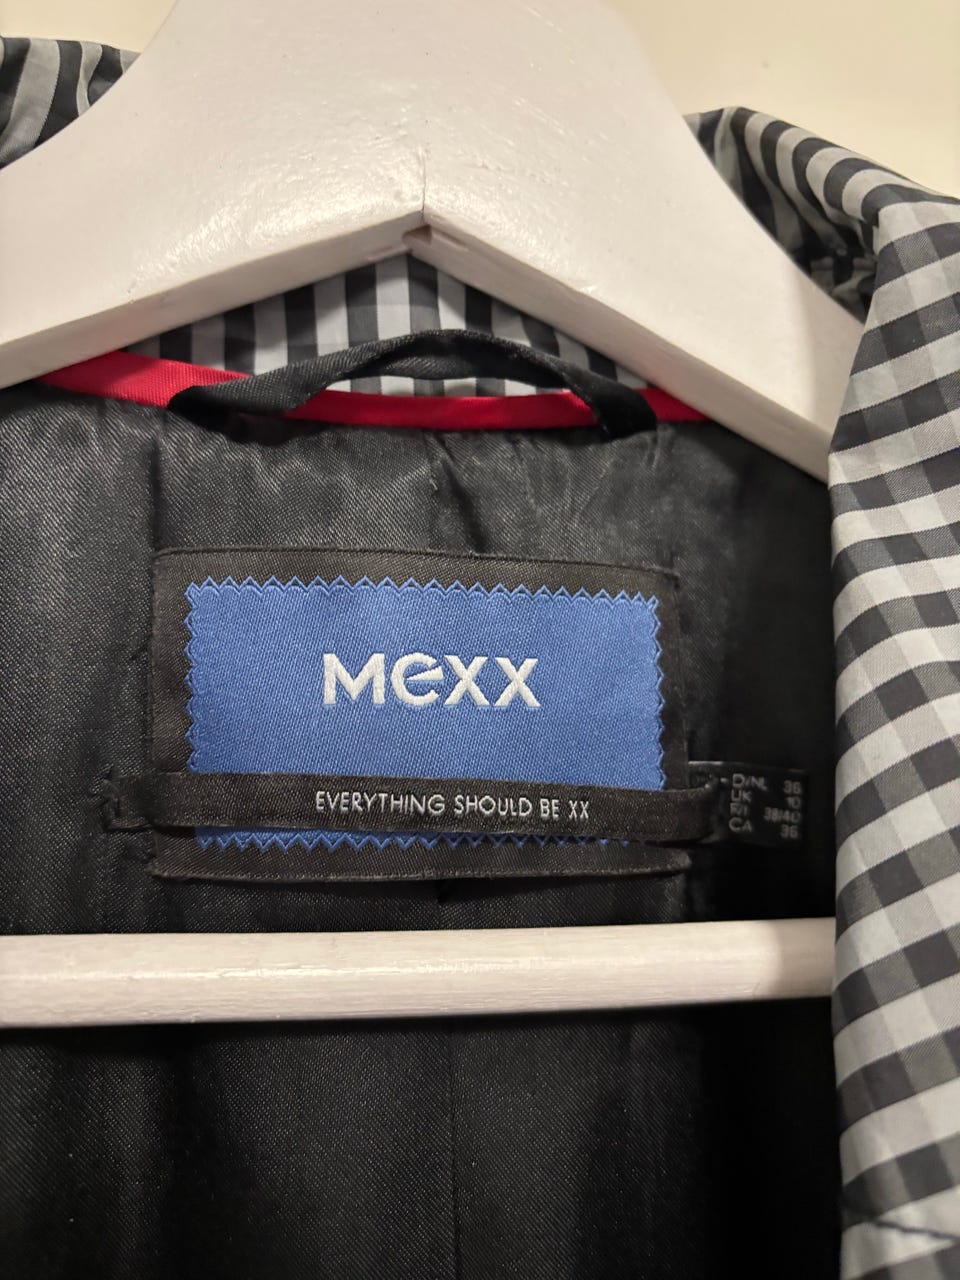 Mexx
EVERYTHING SHOULD BE XX
D/NL 36
UK 10
38/40
CA 36